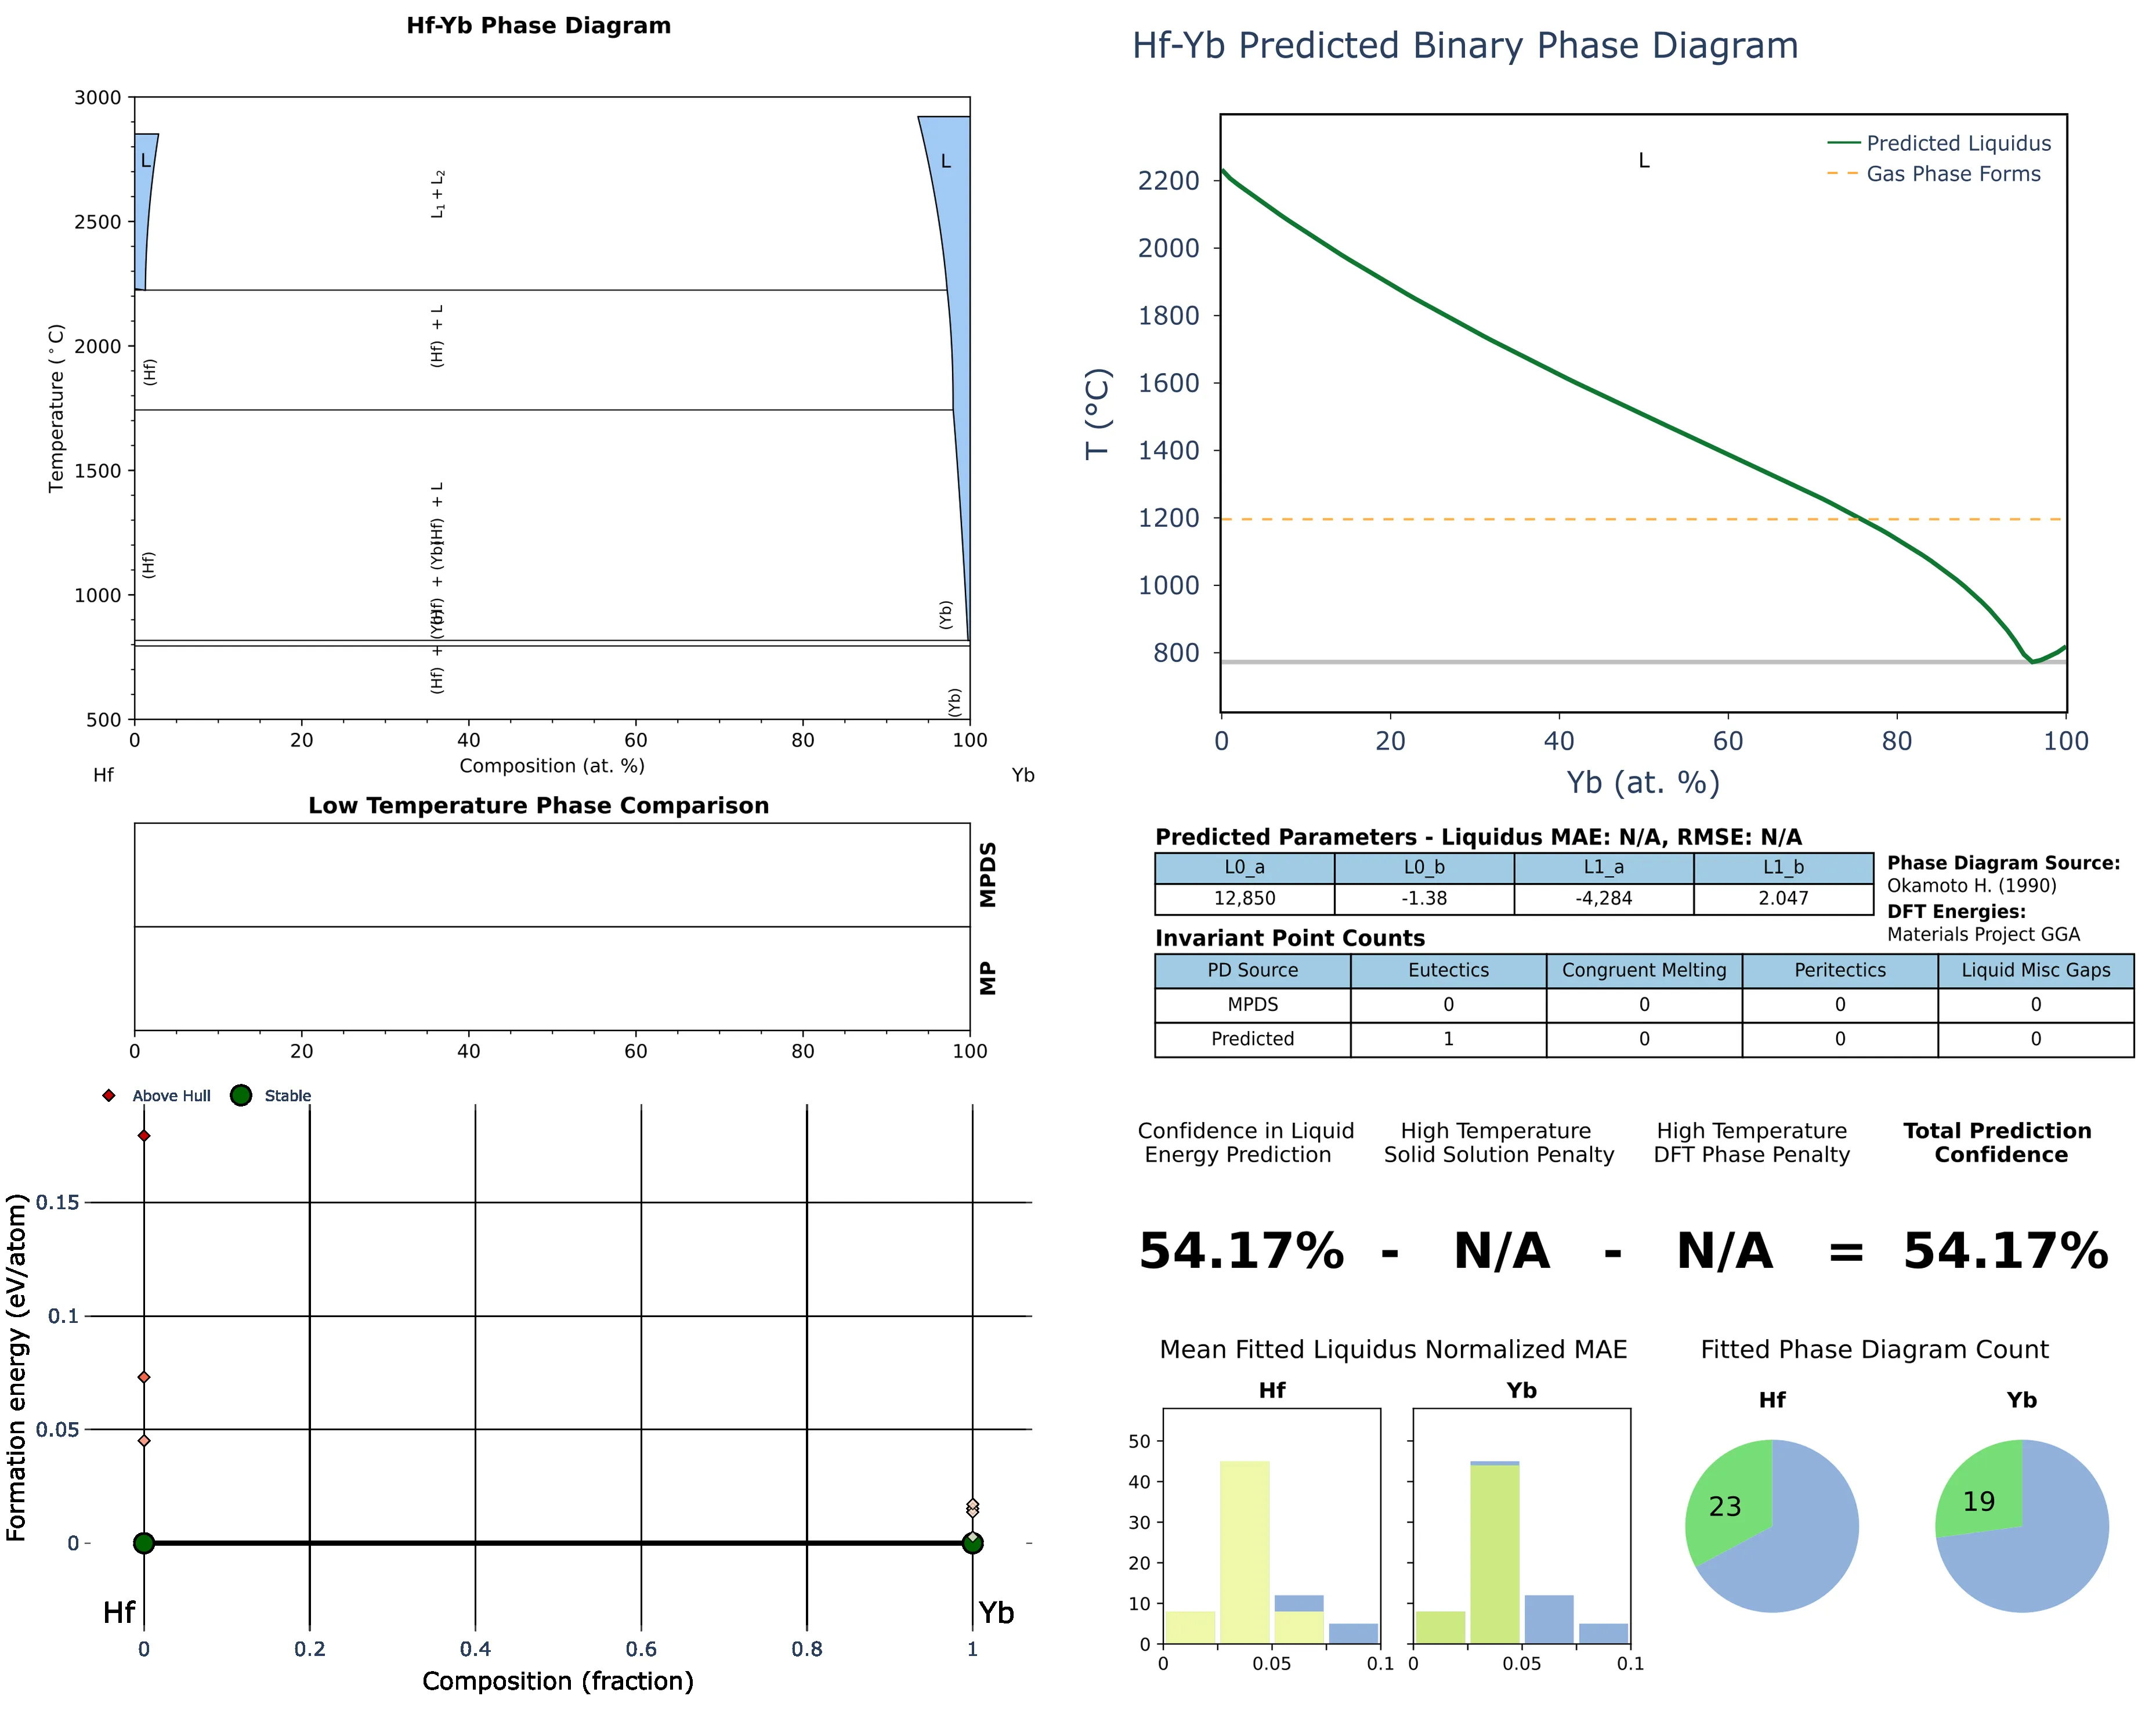 Hf-Yb Phase Diagram
3000
2500
2000
1500
1000
500
Temperature (°C)
L
L
L₁ + L₂
(Hf) + L
(Hf)
(Hf) + L
(Hf)
(Hf) + (Yb)
(Yb)
(Hf) + (Yb)
(Yb)
0 20 40 60 80 100
Composition (at. %)
Hf Yb
Low Temperature Phase Comparison
MPDS
MP
0 20 40 60 80 100
Above Hull Stable
Formation energy (eV/atom)
0.15
0.1
0.05
0
Hf Yb
0 0.2 0.4 0.6 0.8 1
Composition (fraction)
Hf-Yb Predicted Binary Phase Diagram
L
Predicted Liquidus
Gas Phase Forms
T (°C)
2200
2000
1800
1600
1400
1200
1000
800
0 20 40 60 80 100
Yb (at. %)
Predicted Parameters - Liquidus MAE: N/A, RMSE: N/A
L0_a L0_b L1_a L1_b
12,850 -1.38 -4,284 2.047
Phase Diagram Source:
Okamoto H. (1990)
DFT Energies:
Materials Project GGA
Invariant Point Counts
PD Source Eutectics Congruent Melting Peritectics Liquid Misc Gaps
MPDS 0 0 0 0
Predicted 1 0 0 0
Confidence in Liquid
Energy Prediction
High Temperature
Solid Solution Penalty
High Temperature
DFT Phase Penalty
Total Prediction
Confidence
54.17% - N/A - N/A = 54.17%
Mean Fitted Liquidus Normalized MAE
Hf Yb
50
40
30
20
10
0
0 0.05 0.1 0 0.05 0.1
Fitted Phase Diagram Count
Hf Yb
23 19